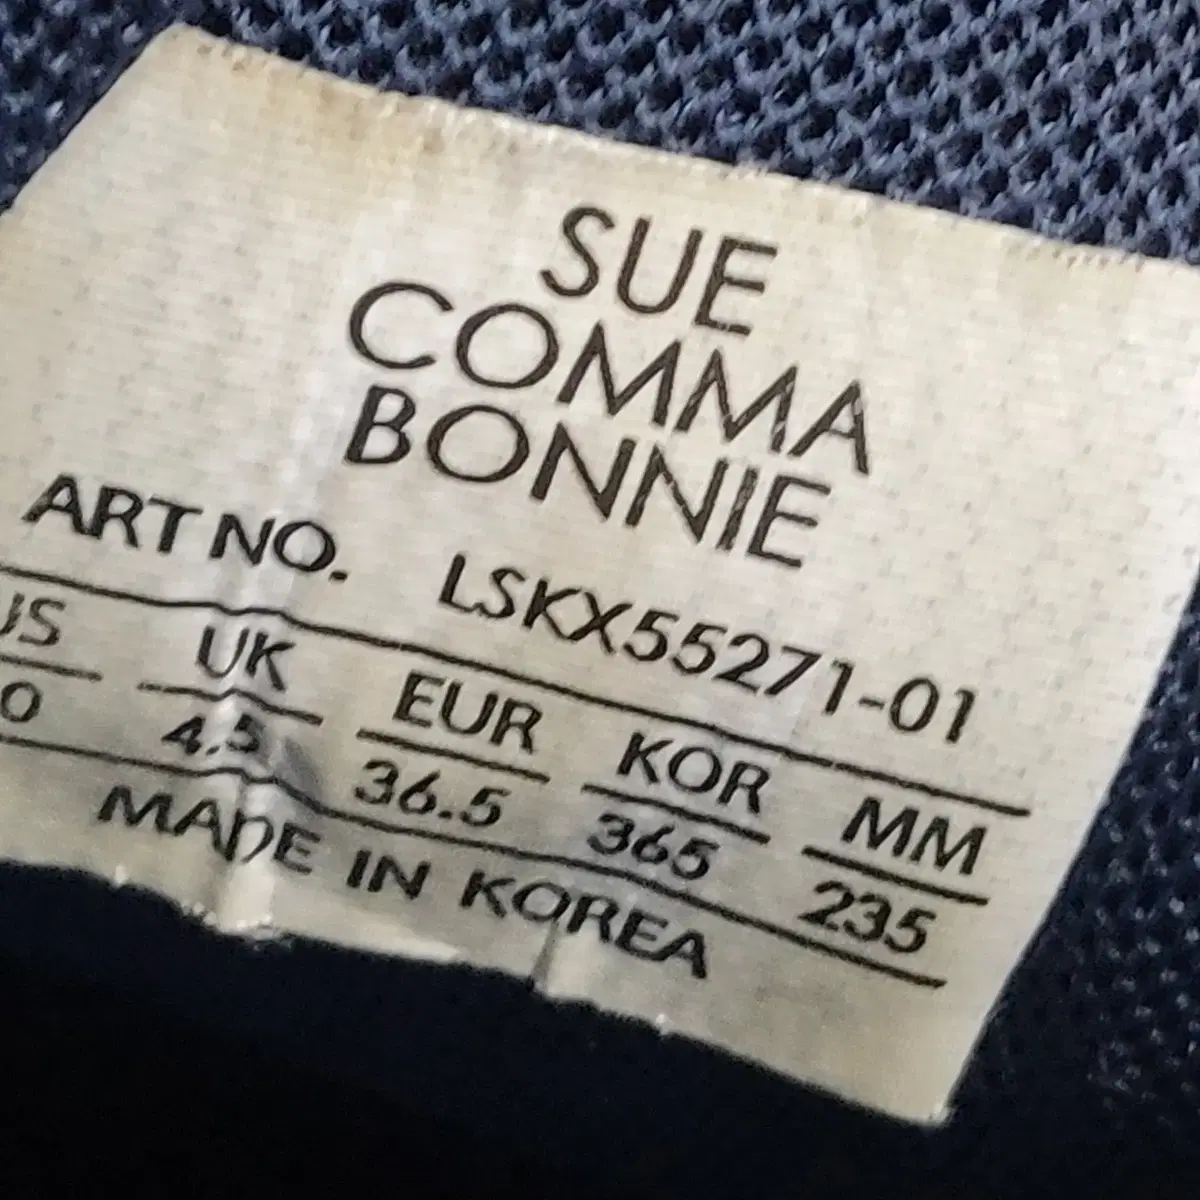 SUE
COMMA
BONNIE
ART NO. LSKX55271-01
UK EUR KOR MM
4.5 36.5 365 235
MADE IN KOREA